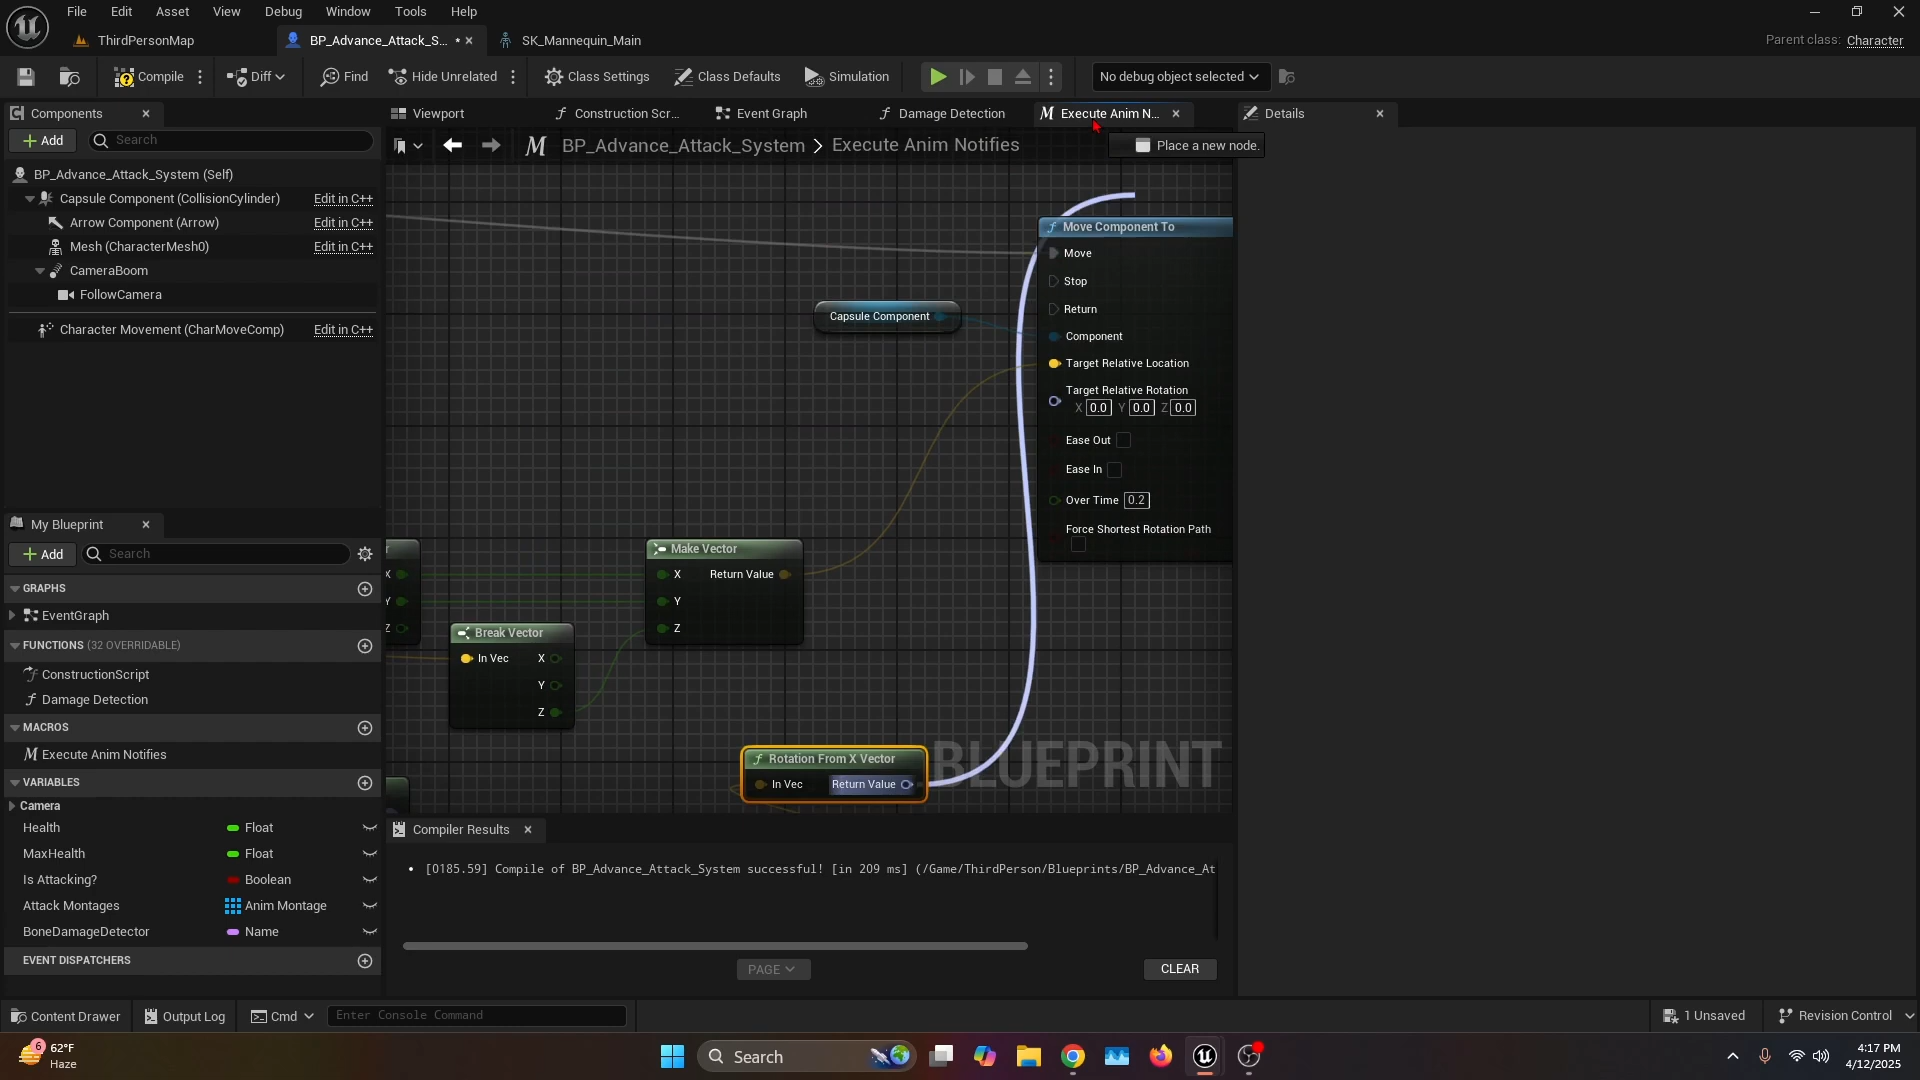 File Edit Asset View Debug Window Tools Help
ThirdPersonMap
BP_Advance_Attack_S...
SK_Mannequin_Main
Parent class: Character
Compile
Diff
Find
Hide Unrelated
Class Settings
Class Defaults
Simulation
No debug object selected
Components
Add
Search
BP_Advance_Attack_System (Self)
Capsule Component (CollisionCylinder) Edit in C++
Arrow Component (Arrow) Edit in C++
Mesh (CharacterMesh0) Edit in C++
CameraBoom
FollowCamera
Character Movement (CharMoveComp) Edit in C++
My Blueprint
Add
Search
GRAPHS
EventGraph
FUNCTIONS (32 OVERRIDABLE)
ConstructionScript
Damage Detection
MACROS
Execute Anim Notifies
VARIABLES
Camera
Health Float
MaxHealth Float
Is Attacking? Boolean
Attack Montages Anim Montage
BoneDamageDetector Name
EVENT DISPATCHERS
Viewport
Construction Scr...
Event Graph
Damage Detection
Execute Anim N...
BP_Advance_Attack_System > Execute Anim Notifies
Place a new node.
Move Component To
Move
Stop
Return
Component
Target Relative Location
Target Relative Rotation
X 0.0 Y 0.0 Z 0.0
Ease Out
Ease In
Over Time 0.2
Force Shortest Rotation Path
Capsule Component
r
X
Y
Z
Make Vector
X Return Value
Y
Z
Break Vector
In Vec X
Y
Z
Rotation From X Vector
In Vec Return Value
BLUEPRINT
Compiler Results
• [0185.59] Compile of BP_Advance_Attack_System successful! [in 209 ms] (/Game/ThirdPerson/Blueprints/BP_Advance_At
PAGE
CLEAR
Details
Content Drawer
Output Log
Cmd
Enter Console Command
1 Unsaved
Revision Control
6
62°F
Haze
Search
4:17 PM
4/12/2025